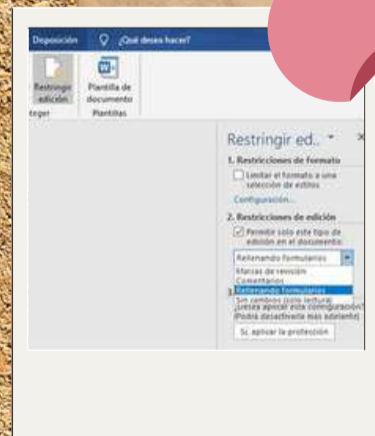 Disposición ¿Qué desea hacer?
Restringir edición
Plantilla de documento
teger Plantillas
Restringir ed..
1. Restricciones de formato
Limitar el formato a una
selección de estilos
Configuración...
2. Restricciones de edición
Permitir solo este tipo de
edición en el documento:
Rellenando formularios
Marcas de revisión
Comentarios
Rellenando formularios
Sin cambios (solo lectura)
3
¿Desea aplicar esta configuración?
(Podrá desactivarla más adelante)
Sí, aplicar la protección